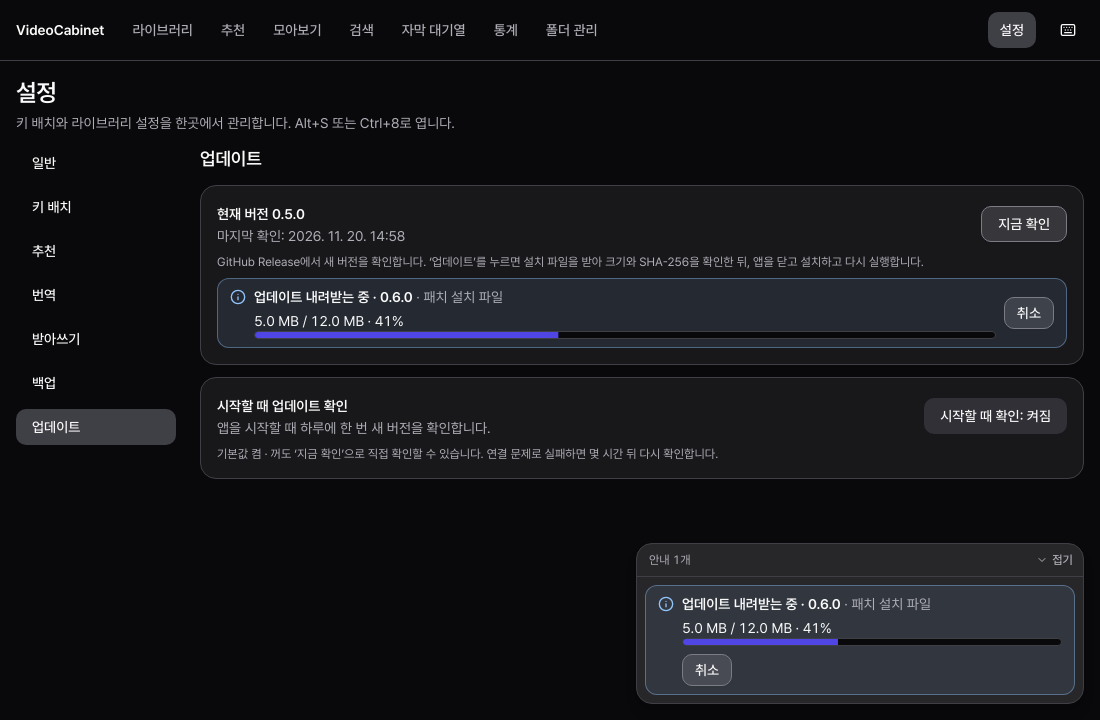 VideoCabinet 라이브러리 추천 모아보기 검색 자막 대기열 통계 폴더 관리 설정
설정
키 배치와 라이브러리 설정을 한곳에서 관리합니다. Alt+S 또는 Ctrl+8로 엽니다.
일반
키 배치
추천
번역
받아쓰기
백업
업데이트
업데이트
현재 버전 0.5.0
마지막 확인: 2026. 11. 20. 14:58
지금 확인
GitHub Release에서 새 버전을 확인합니다. ‘업데이트’를 누르면 설치 파일을 받아 크기와 SHA-256을 확인한 뒤, 앱을 닫고 설치하고 다시 실행합니다.
업데이트 내려받는 중 · 0.6.0 · 패치 설치 파일
5.0 MB / 12.0 MB · 41%
취소
시작할 때 업데이트 확인
앱을 시작할 때 하루에 한 번 새 버전을 확인합니다.
시작할 때 확인: 켜짐
기본값 켬 · 꺼도 ‘지금 확인’으로 직접 확인할 수 있습니다. 연결 문제로 실패하면 몇 시간 뒤 다시 확인합니다.
안내 1개 접기
업데이트 내려받는 중 · 0.6.0 · 패치 설치 파일
5.0 MB / 12.0 MB · 41%
취소